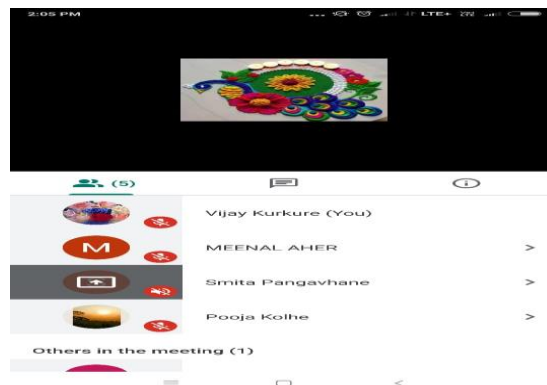 2:05 PM
LTE+
(5)
Vijay Kurkure (You)
M
MEENAL AHER
Smita Pangavhane
Pooja Kolhe
Others in the meeting (1)